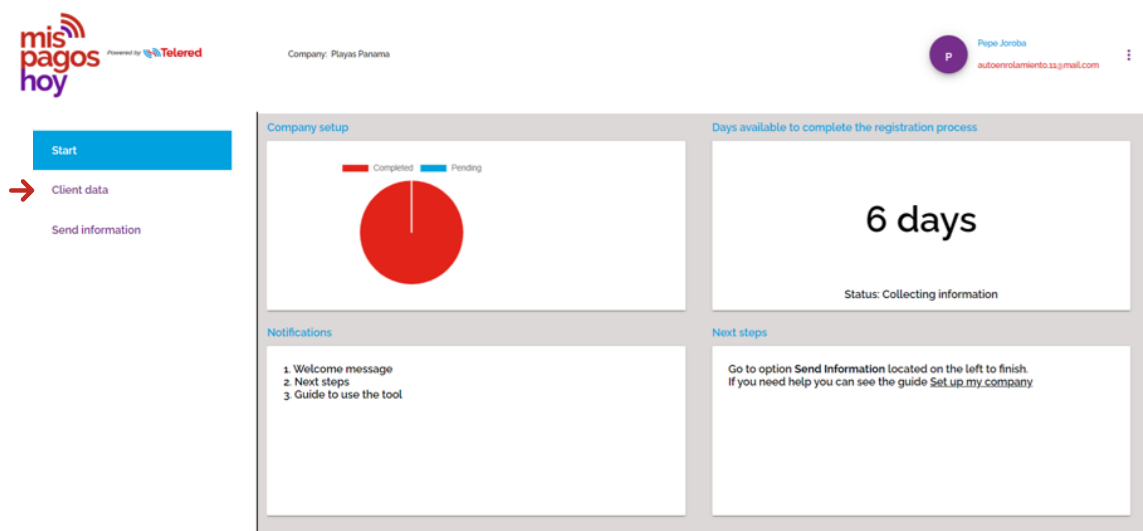 mis
pagos
hoy
Powered by Telered
Company: Playas Panama
P
Pepe Joroba
autoenrolamiento.11@mail.com
Start
Client data
Send information
Company setup
Completed Pending
Days available to complete the registration process
6 days
Status: Collecting information
Notifications
1. Welcome message
2. Next steps
3. Guide to use the tool
Next steps
Go to option Send Information located on the left to finish.
If you need help you can see the guide Set up my company